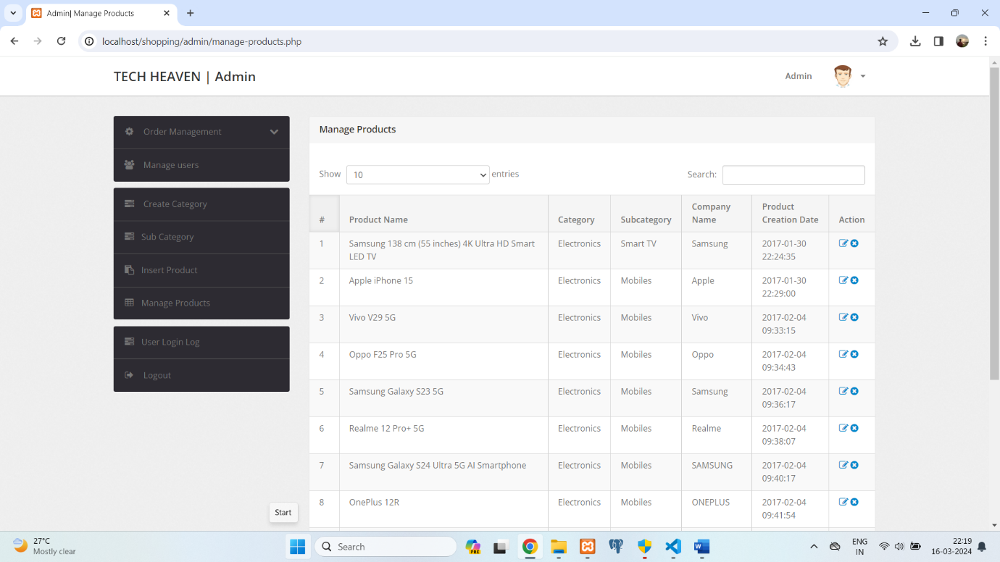 Admin| Manage Products
localhost/shopping/admin/manage-products.php
TECH HEAVEN | Admin
Admin
Order Management
Manage users
Create Category
Sub Category
Insert Product
Manage Products
User Login Log
Logout
Manage Products
Show 10 entries
Search:
# Product Name Category Subcategory Company Name Product Creation Date Action
1 Samsung 138 cm (55 inches) 4K Ultra HD Smart LED TV Electronics Smart TV Samsung 2017-01-30 22:24:35
2 Apple iPhone 15 Electronics Mobiles Apple 2017-01-30 22:29:00
3 Vivo V29 5G Electronics Mobiles Vivo 2017-02-04 09:33:15
4 Oppo F25 Pro 5G Electronics Mobiles Oppo 2017-02-04 09:34:43
5 Samsung Galaxy S23 5G Electronics Mobiles Samsung 2017-02-04 09:36:17
6 Realme 12 Pro+ 5G Electronics Mobiles Realme 2017-02-04 09:38:07
7 Samsung Galaxy S24 Ultra 5G AI Smartphone Electronics Mobiles SAMSUNG 2017-02-04 09:40:17
8 OnePlus 12R Electronics Mobiles ONEPLUS 2017-02-04 09:41:54
Start
27°C
Mostly clear
Search
PRE
ENG
IN
22:19
16-03-2024